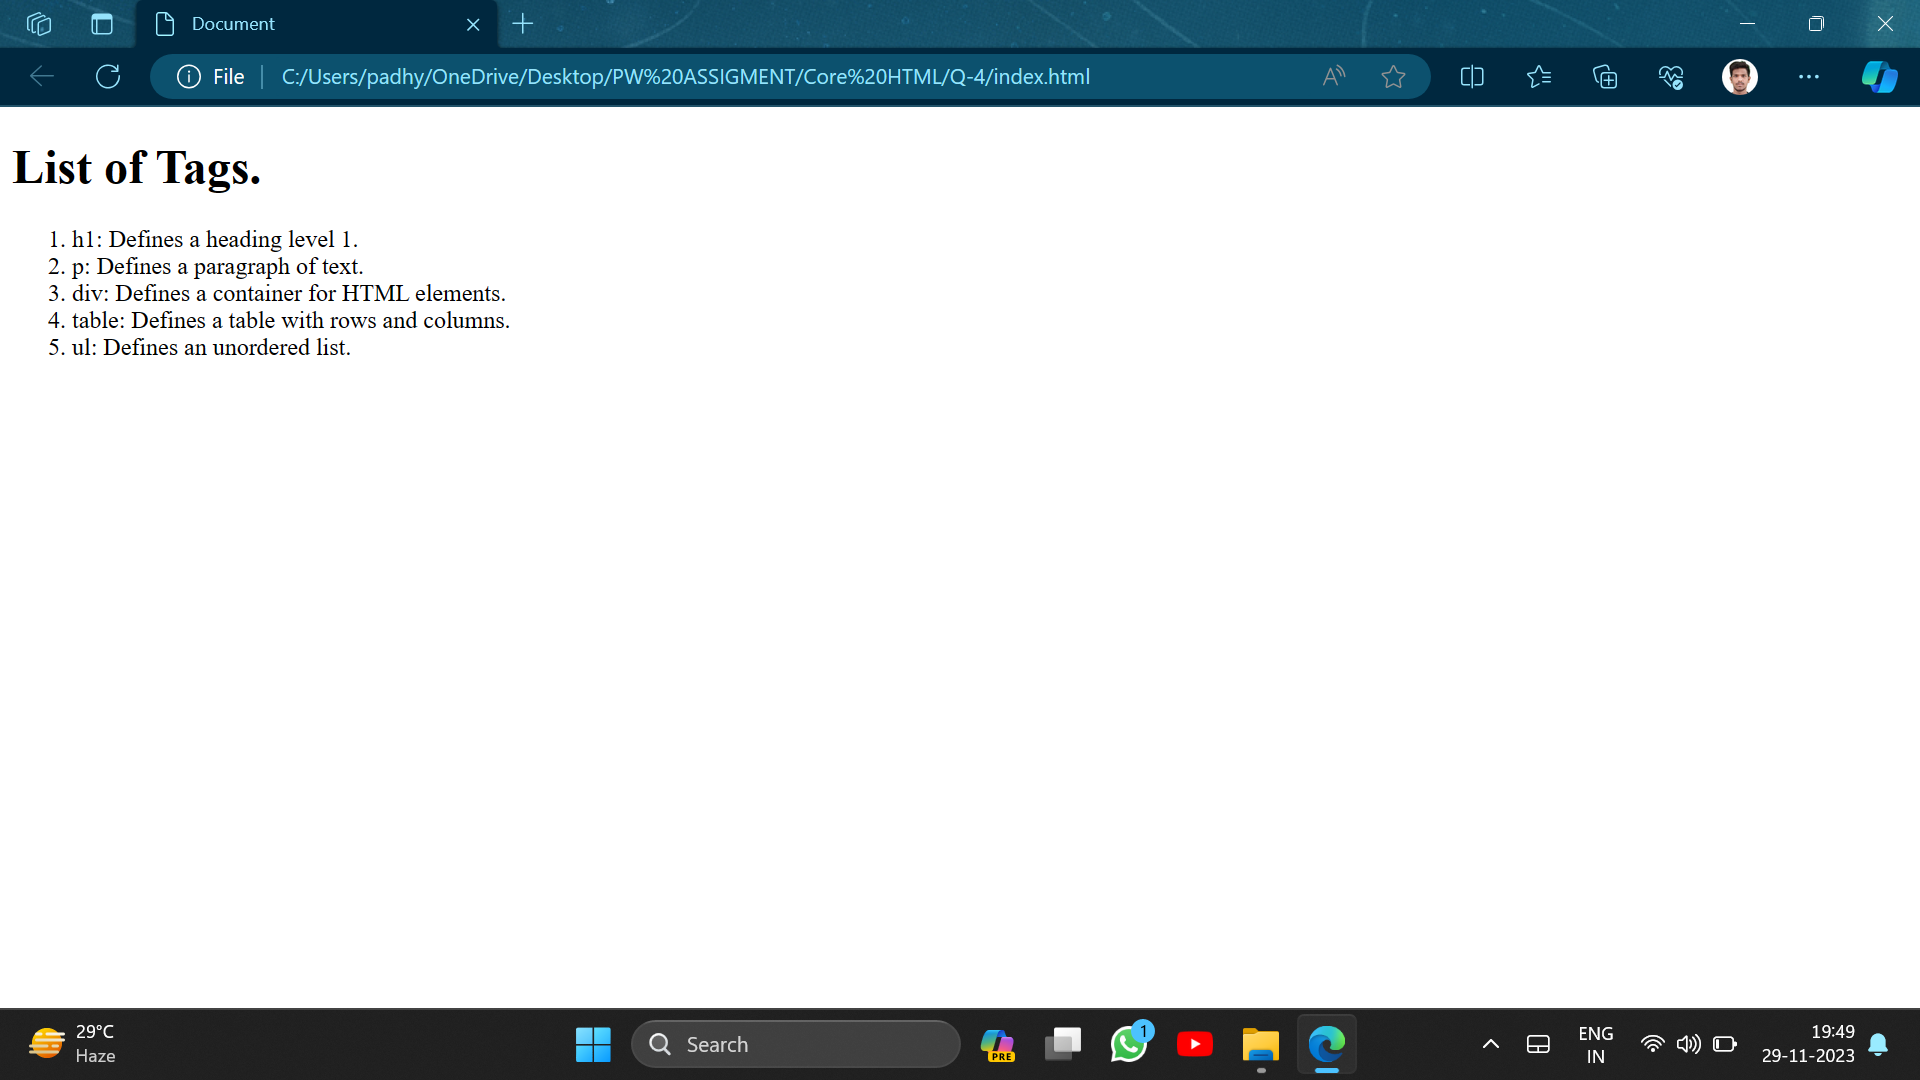 Document
File
C:/Users/padhy/OneDrive/Desktop/PW%20ASSIGMENT/Core%20HTML/Q-4/index.html
List of Tags.
1. h1: Defines a heading level 1.
2. p: Defines a paragraph of text.
3. div: Defines a container for HTML elements.
4. table: Defines a table with rows and columns.
5. ul: Defines an unordered list.
29°C
Haze
Search
PRE
1
ENG
IN
19:49
29-11-2023